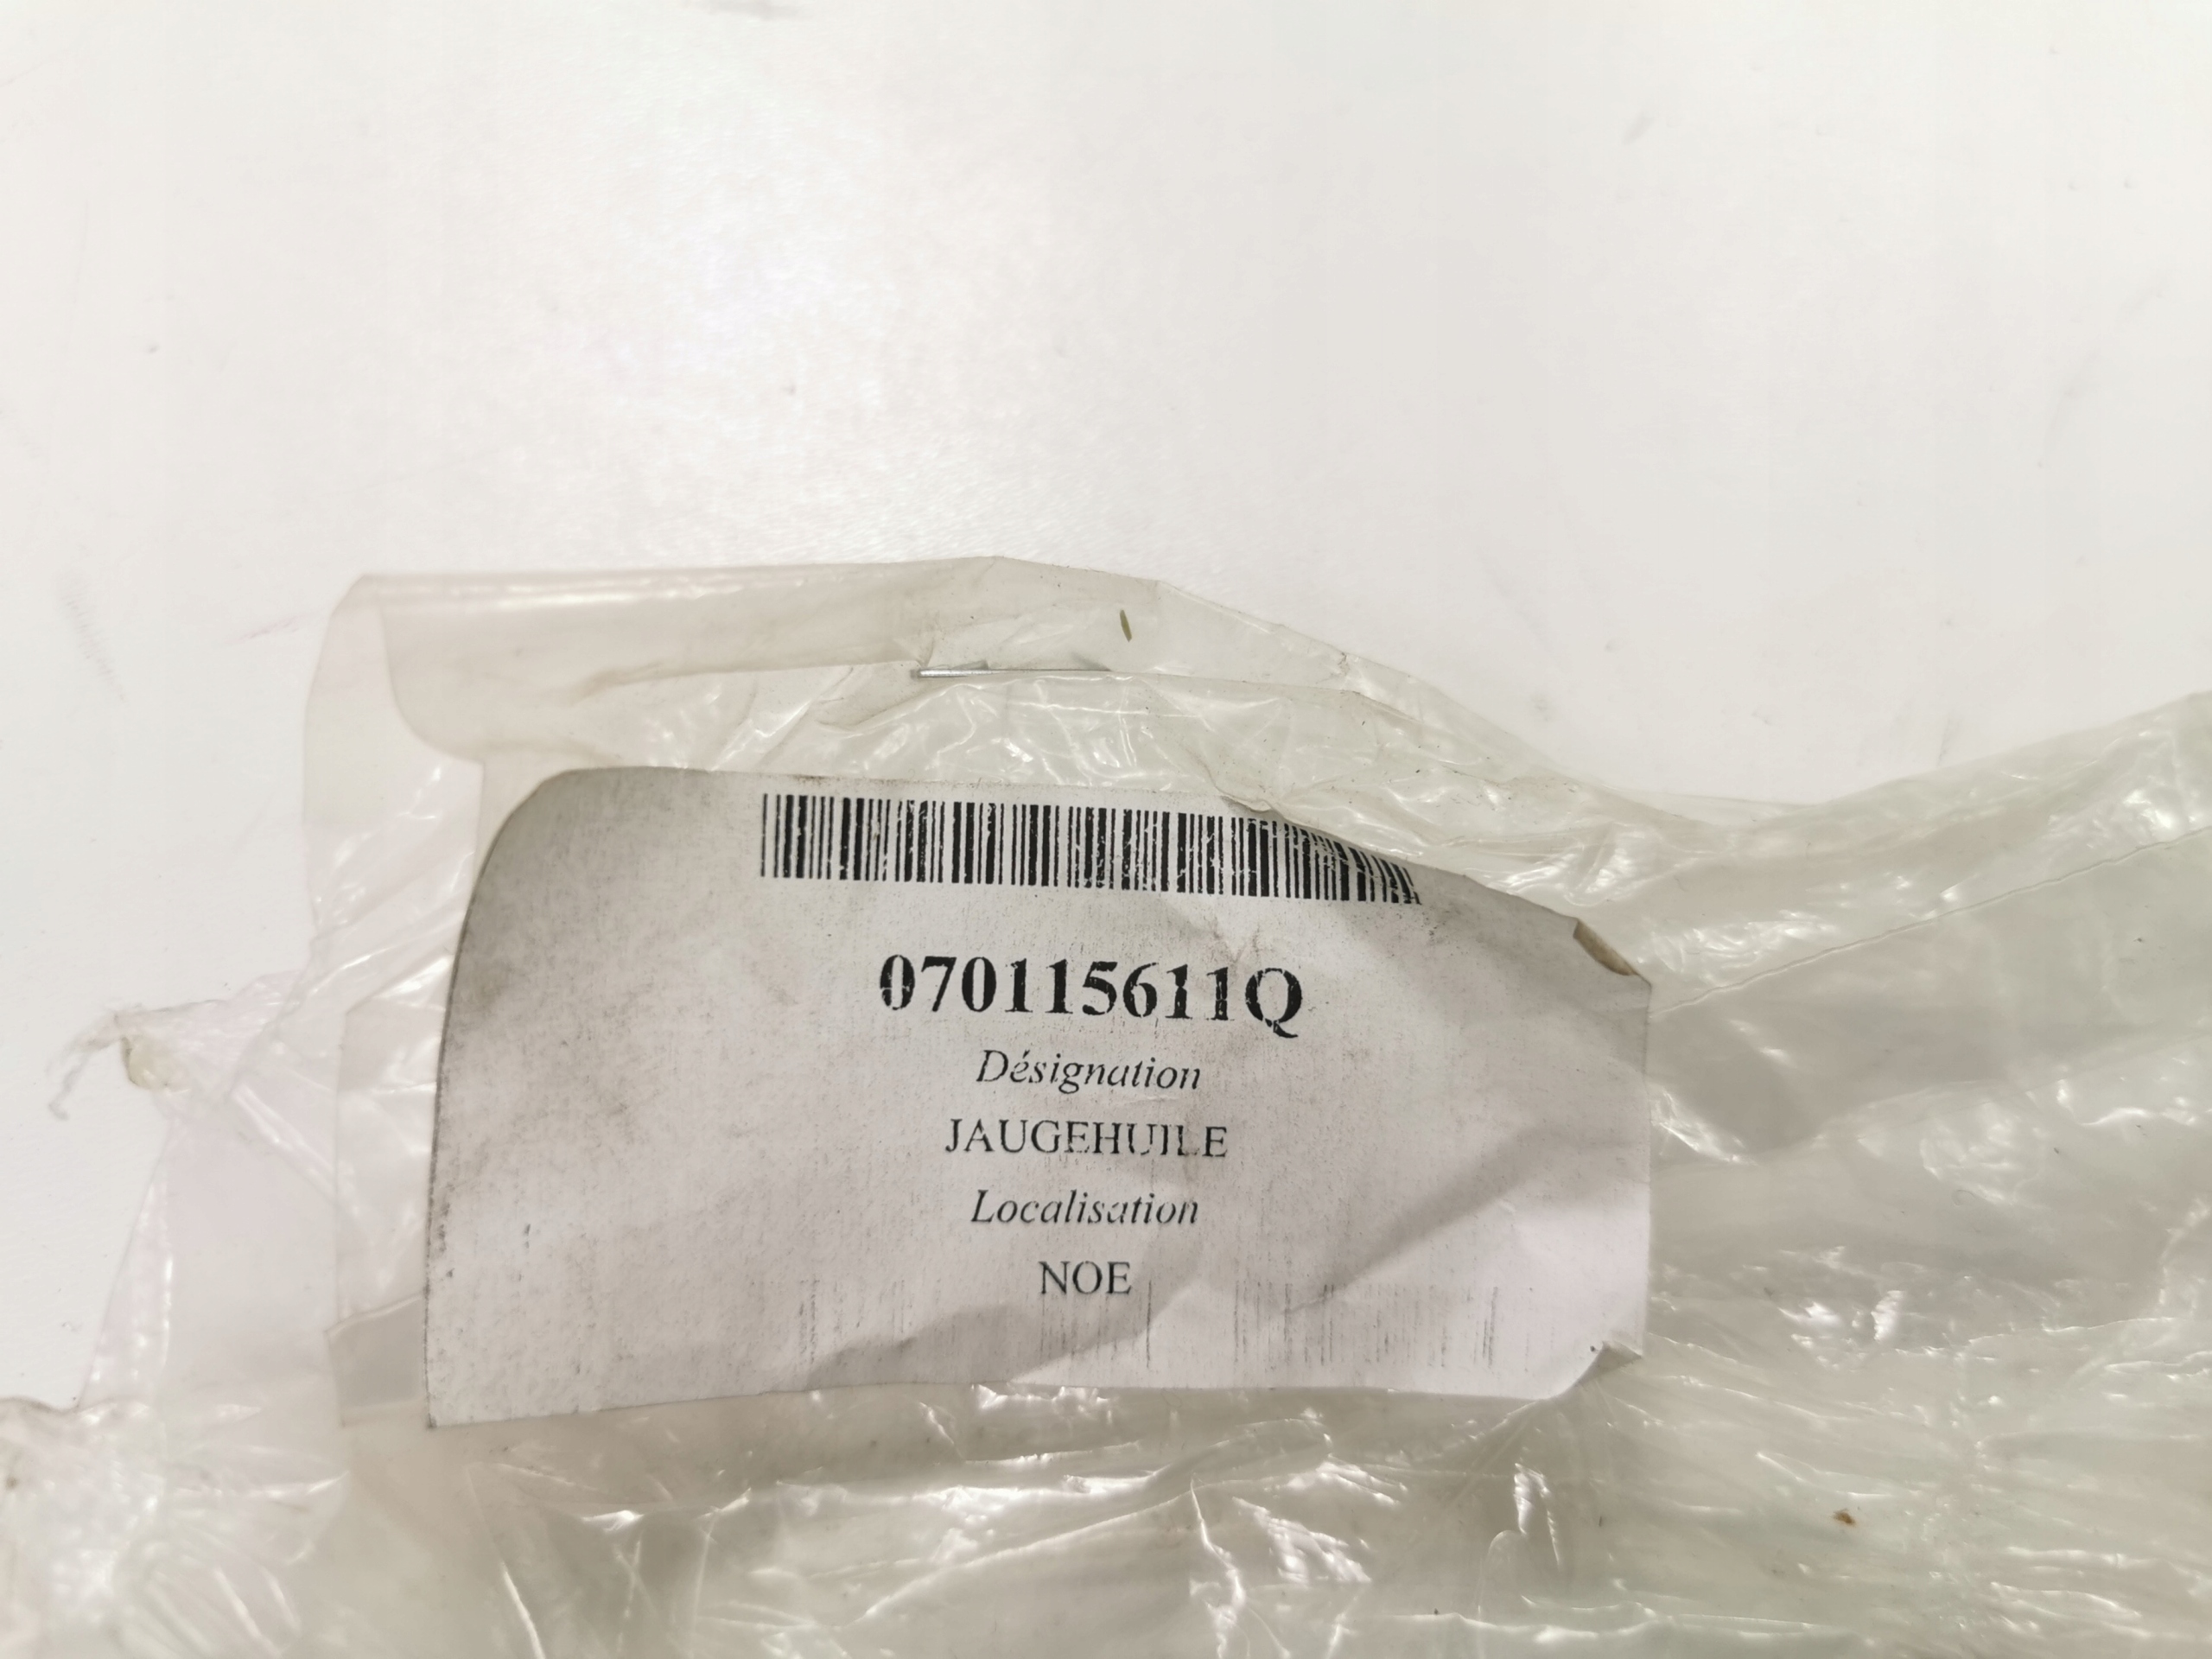 070115611Q
Désignation
JAUGEHUILE
Localisation
NOE